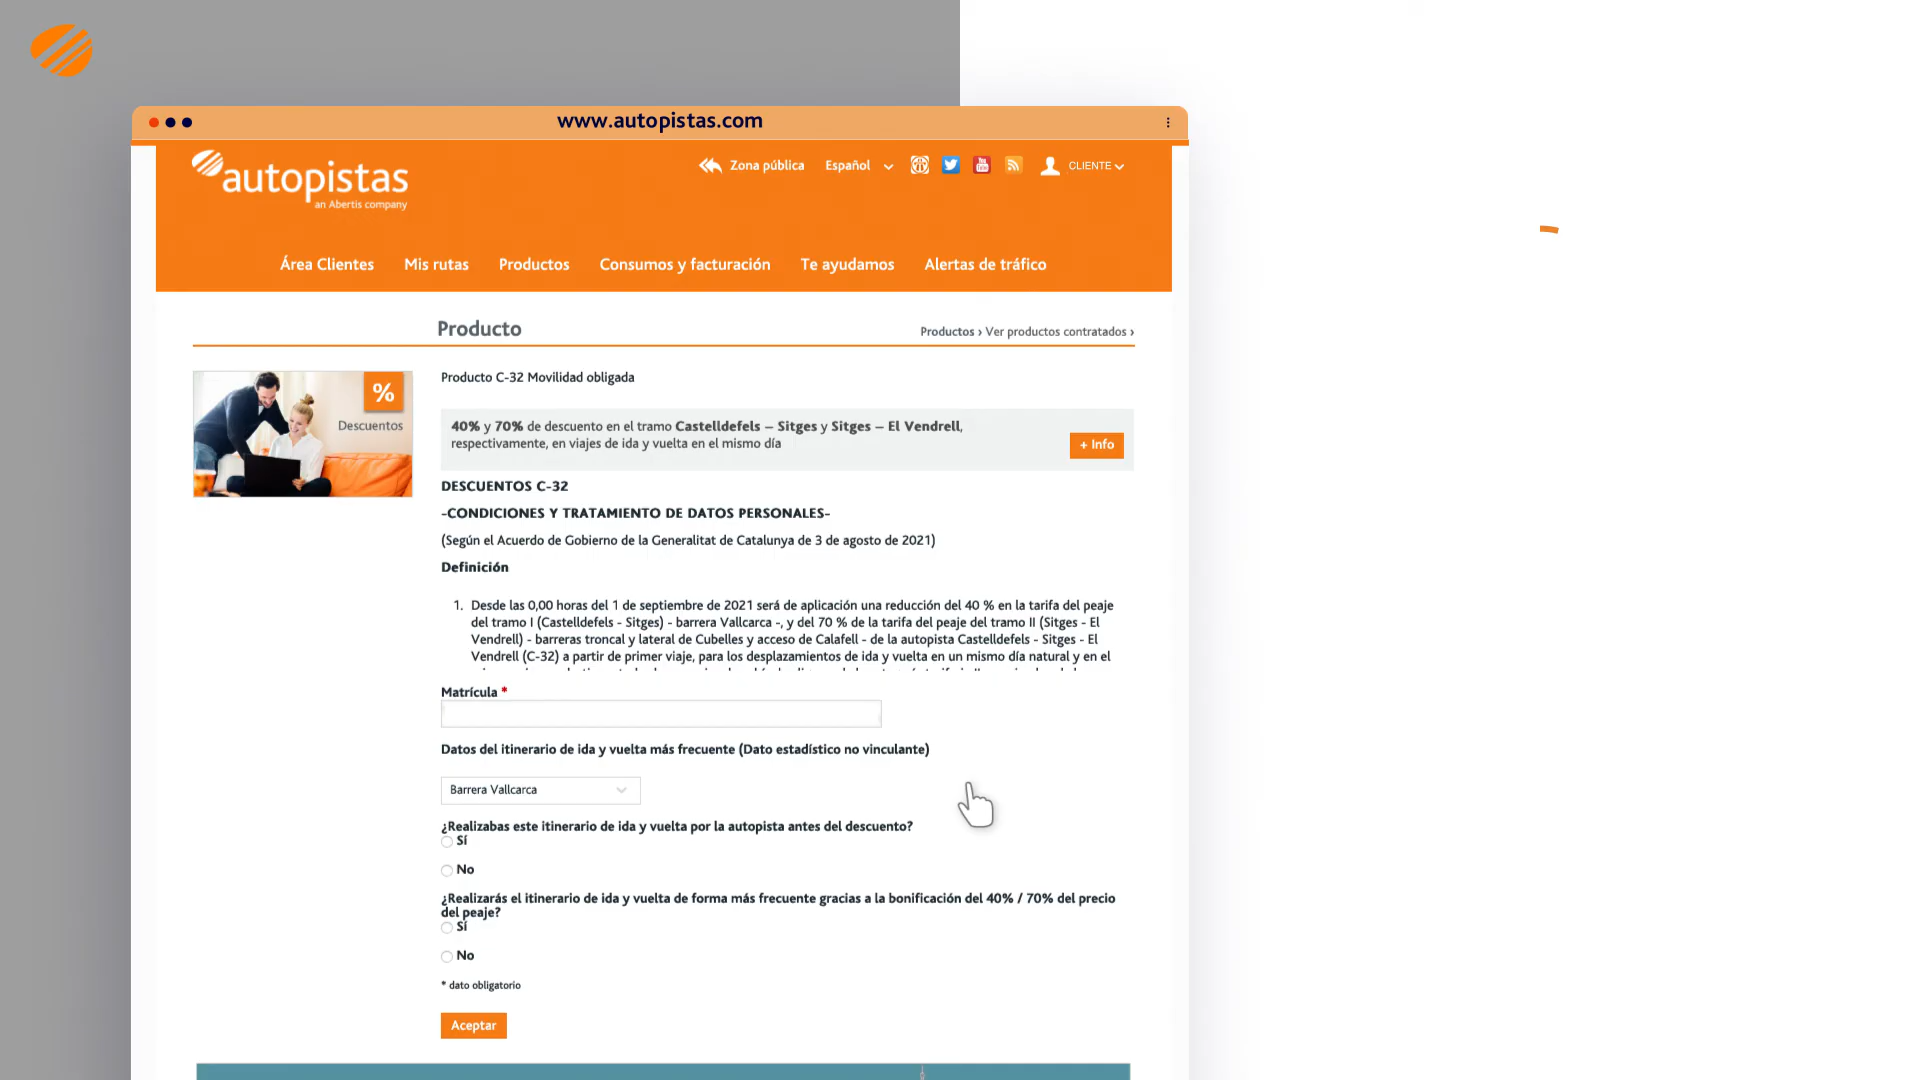 www.autopistas.com
autopistas
an Abertis company
Zona pública Español CLIENTE
Área Clientes Mis rutas Productos Consumos y facturación Te ayudamos Alertas de tráfico
Producto
Productos › Ver productos contratados ›
%
Descuentos
Producto C-32 Movilidad obligada
40% y 70% de descuento en el tramo Castelldefels – Sitges y Sitges – El Vendrell,
respectivamente, en viajes de ida y vuelta en el mismo día
+ Info
DESCUENTOS C-32
-CONDICIONES Y TRATAMIENTO DE DATOS PERSONALES-
(Según el Acuerdo de Gobierno de la Generalitat de Catalunya de 3 de agosto de 2021)
Definición
1. Desde las 0,00 horas del 1 de septiembre de 2021 será de aplicación una reducción del 40 % en la tarifa del peaje
del tramo I (Castelldefels - Sitges) - barrera Vallcarca -, y del 70 % de la tarifa del peaje del tramo II (Sitges - El
Vendrell) - barreras troncal y lateral de Cubelles y acceso de Calafell - de la autopista Castelldefels - Sitges - El
Vendrell (C-32) a partir de primer viaje, para los desplazamientos de ida y vuelta en un mismo día natural y en el
Matrícula *
Datos del itinerario de ida y vuelta más frecuente (Dato estadístico no vinculante)
Barrera Vallcarca
¿Realizabas este itinerario de ida y vuelta por la autopista antes del descuento?
Sí
No
¿Realizarás el itinerario de ida y vuelta de forma más frecuente gracias a la bonificación del 40% / 70% del precio
del peaje?
Sí
No
* dato obligatorio
Aceptar